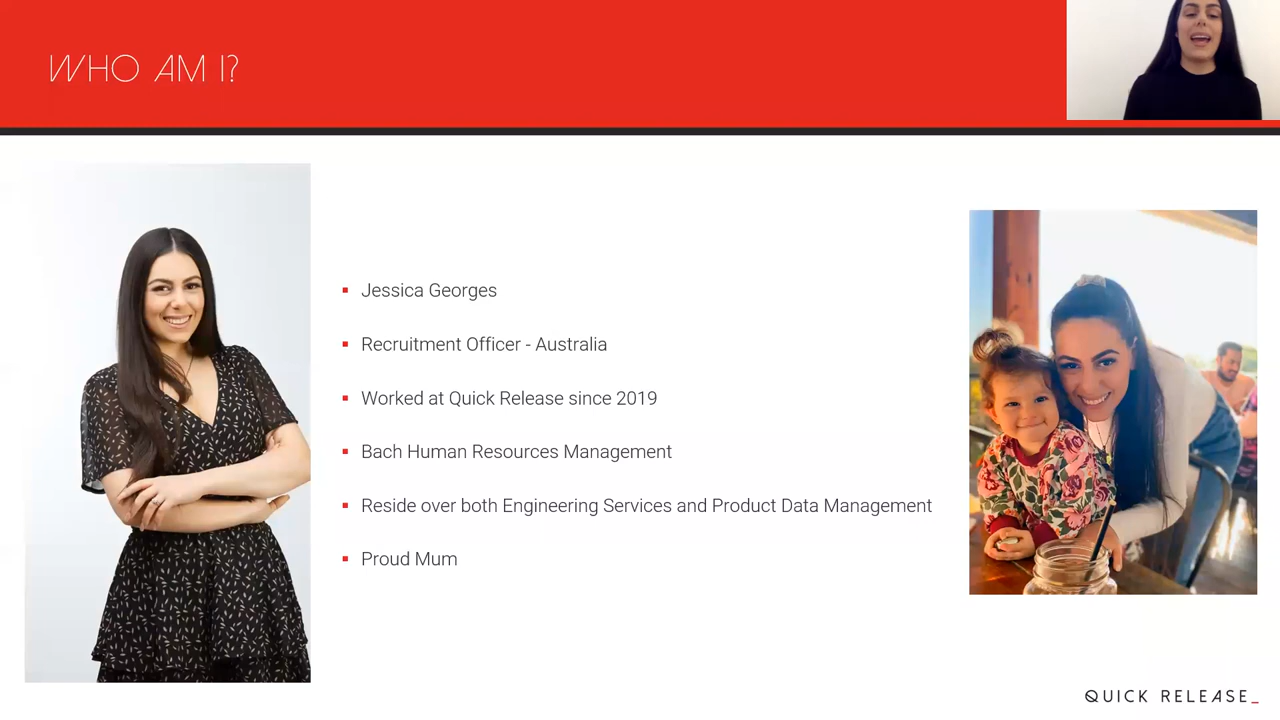 WHO AM I?
Jessica Georges
Recruitment Officer - Australia
Worked at Quick Release since 2019
Bach Human Resources Management
Reside over both Engineering Services and Product Data Management
Proud Mum
QUICK RELEASE_